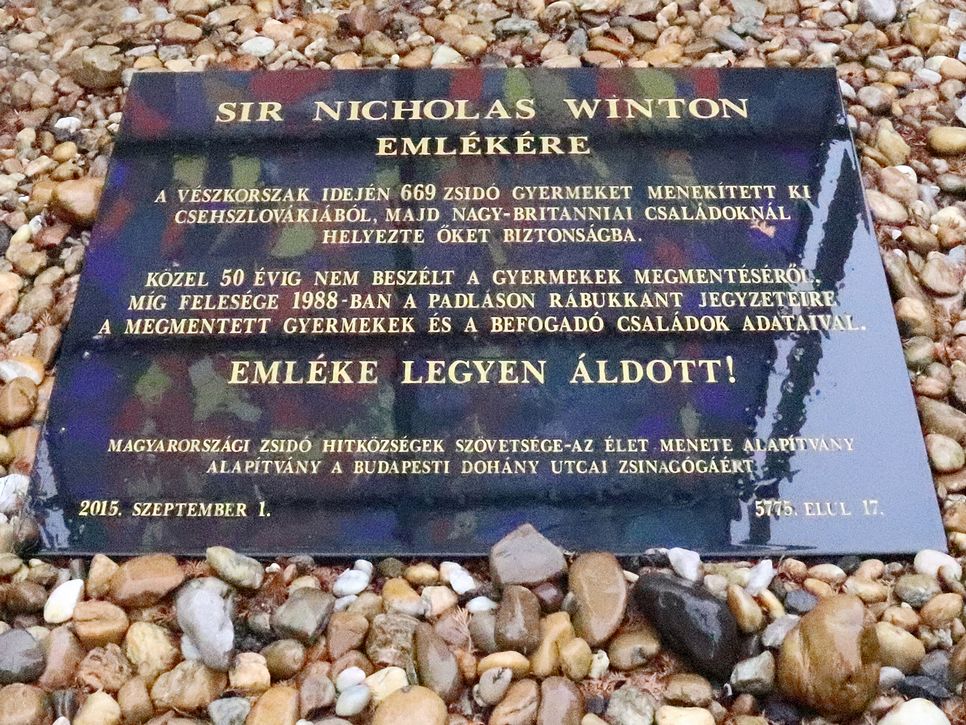 SIR NICHOLAS WINTON
EMLÉKÉRE
A VÉSZKORSZAK IDEJÉN 669 ZSIDÓ GYERMEKET MENEKÍTETT KI
CSEHSZLOVÁKIÁBÓL, MAJD NAGY-BRITANNIAI CSALÁDOKNÁL
HELYEZTE ŐKET BIZTONSÁGBA.
KÖZEL 50 ÉVIG NEM BESZÉLT A GYERMEKEK MEGMENTÉSÉRŐL,
MÍG FELESÉGE 1988-BAN A PADLÁSON RÁBUKKANT JEGYZETEIRE
A MEGMENTETT GYERMEKEK ÉS A BEFOGADÓ CSALÁDOK ADATAIVAL.
EMLÉKE LEGYEN ÁLDOTT!
MAGYARORSZÁGI ZSIDÓ HITKÖZSÉGEK SZÖVETSÉGE-AZ ÉLET MENETE ALAPÍTVÁNY
ALAPÍTVÁNY A BUDAPESTI DOHÁNY UTCAI ZSINAGÓGÁÉRT
2015. SZEPTEMBER 1.
5775. ELUL 17.